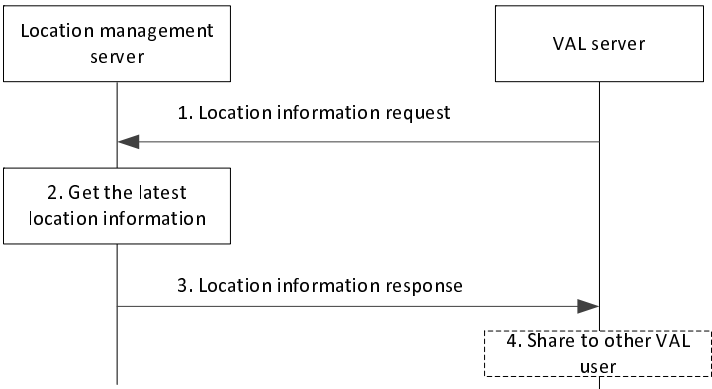 Location management
server
VAL server
1. Location information request
2. Get the latest
location information
3. Location information response
4. Share to other VAL
user